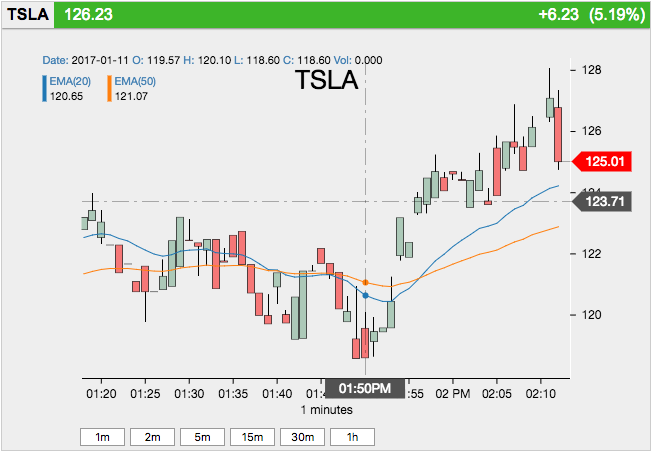 TSLA 126.23 +6.23 (5.19%)
Date: 2017-01-11 O: 119.57 H: 120.10 L: 118.60 C: 118.60 Vol: 0.000
EMA(20) EMA(50)
120.65 121.07
TSLA
128
126
125.01
123.71
122
120
01:20 01:25 01:30 01:35 01:40 01:50PM :55 02 PM 02:05 02:10
1 minutes
1m 2m 5m 15m 30m 1h